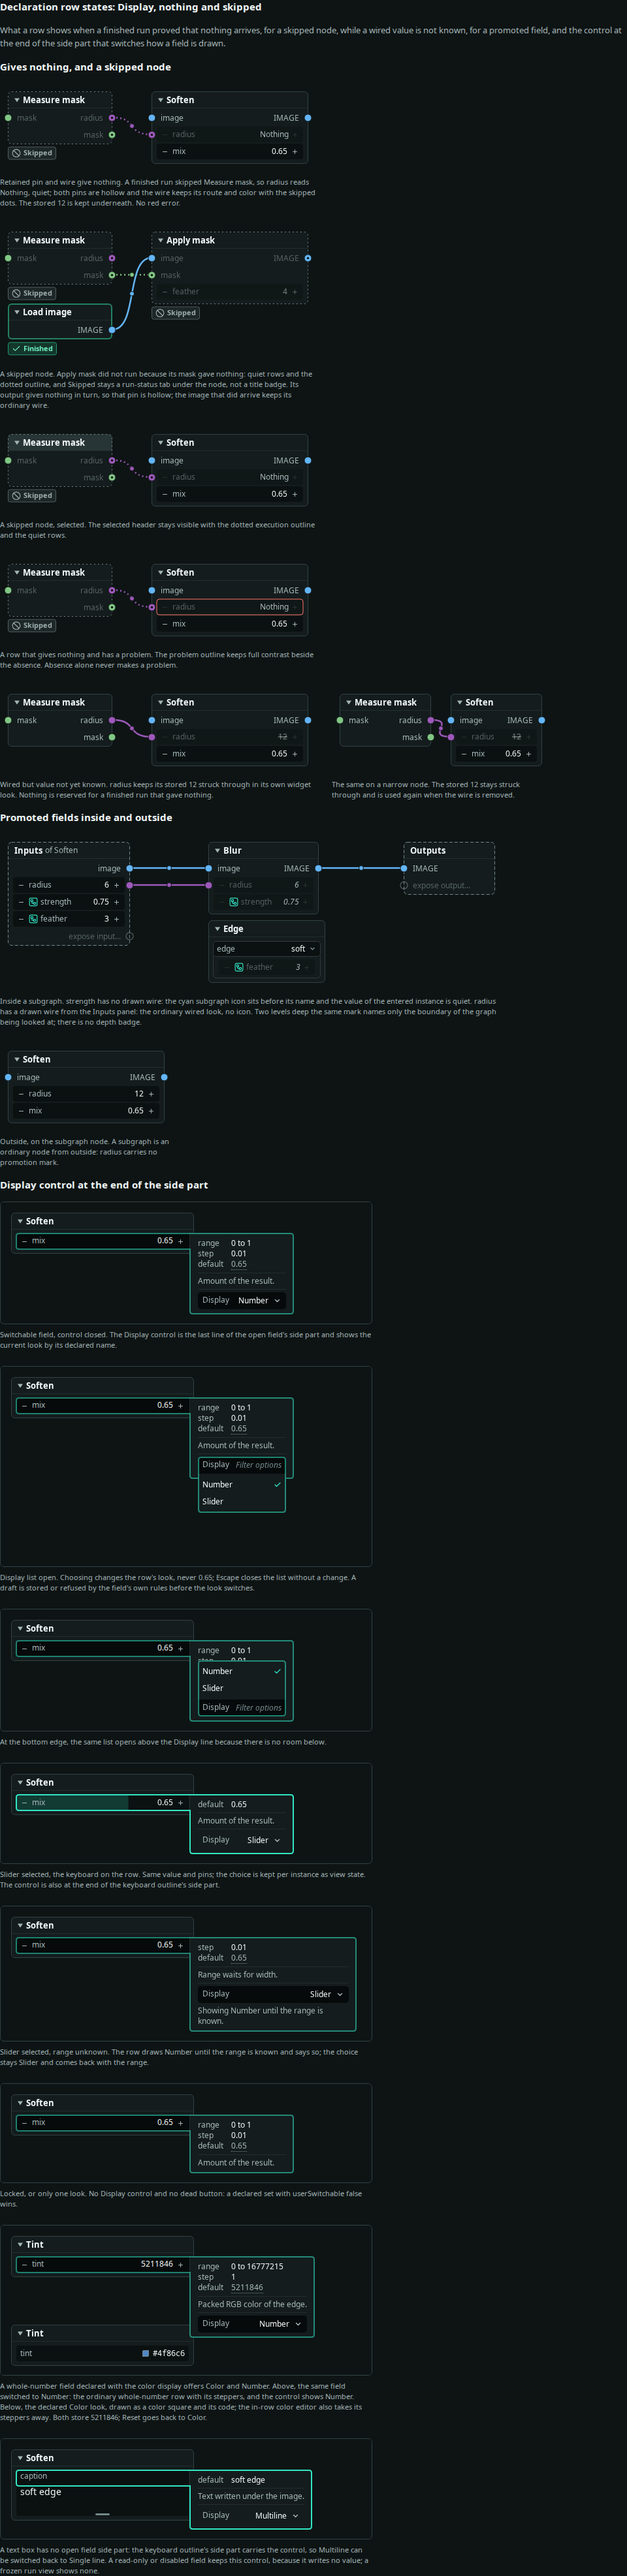 Declaration row states: Display, nothing and skipped
What a row shows when a finished run proved that nothing arrives, for a skipped node, while a wired value is not known, for a promoted field, and the control at
the end of the side part that switches how a field is drawn.
Gives nothing, and a skipped node
Measure mask
mask radius
mask
Skipped
Soften
image IMAGE
− radius Nothing +
− mix 0.65 +
Retained pin and wire give nothing. A finished run skipped Measure mask, so radius reads
Nothing, quiet; both pins are hollow and the wire keeps its route and color with the skipped
dots. The stored 12 is kept underneath. No red error.
Measure mask
mask radius
mask
Skipped
Load image
IMAGE
Finished
Apply mask
image IMAGE
mask
− feather 4 +
Skipped
A skipped node. Apply mask did not run because its mask gave nothing: quiet rows and the
dotted outline, and Skipped stays a run-status tab under the node, not a title badge. Its
output gives nothing in turn, so that pin is hollow; the image that did arrive keeps its
ordinary wire.
Measure mask
mask radius
mask
Skipped
Soften
image IMAGE
− radius Nothing +
− mix 0.65 +
A skipped node, selected. The selected header stays visible with the dotted execution outline
and the quiet rows.
Measure mask
mask radius
mask
Skipped
Soften
image IMAGE
− radius Nothing +
− mix 0.65 +
A row that gives nothing and has a problem. The problem outline keeps full contrast beside
the absence. Absence alone never makes a problem.
Measure mask
mask radius
mask
Soften
image IMAGE
− radius 12 +
− mix 0.65 +
Wired but value not yet known. radius keeps its stored 12 struck through in its own widget
look. Nothing is reserved for a finished run that gave nothing.
Measure mask
mask radius
mask
Soften
image IMAGE
− radius 12 +
− mix 0.65 +
The same on a narrow node. The stored 12 stays struck
through and is used again when the wire is removed.
Promoted fields inside and outside
Inputs of Soften
image
− radius 6 +
− strength 0.75 +
− feather 3 +
expose input...
Blur
image IMAGE
− radius 6 +
− strength 0.75 +
Edge
edge soft
− feather 3 +
Outputs
IMAGE
expose output...
Inside a subgraph. strength has no drawn wire: the cyan subgraph icon sits before its name and the value of the entered instance is quiet. radius
has a drawn wire from the Inputs panel: the ordinary wired look, no icon. Two levels deep the same mark names only the boundary of the graph
being looked at; there is no depth badge.
Soften
image IMAGE
− radius 12 +
− mix 0.65 +
Outside, on the subgraph node. A subgraph is an
ordinary node from outside: radius carries no
promotion mark.
Display control at the end of the side part
Soften
− mix 0.65 +
range 0 to 1
step 0.01
default 0.65
Amount of the result.
Display Number
Switchable field, control closed. The Display control is the last line of the open field's side part and shows the
current look by its declared name.
Soften
− mix 0.65 +
range 0 to 1
step 0.01
default 0.65
Amount of the result.
Display Filter options
Number
Slider
Display list open. Choosing changes the row's look, never 0.65; Escape closes the list without a change. A
draft is stored or refused by the field's own rules before the look switches.
Soften
− mix 0.65 +
range 0 to 1
Number
Slider
Display Filter options
At the bottom edge, the same list opens above the Display line because there is no room below.
Soften
− mix 0.65 +
default 0.65
Amount of the result.
Display Slider
Slider selected, the keyboard on the row. Same value and pins; the choice is kept per instance as view state.
The control is also at the end of the keyboard outline's side part.
Soften
− mix 0.65 +
step 0.01
default 0.65
Range waits for width.
Display Slider
Showing Number until the range is
known.
Slider selected, range unknown. The row draws Number until the range is known and says so; the choice
stays Slider and comes back with the range.
Soften
− mix 0.65 +
range 0 to 1
step 0.01
default 0.65
Amount of the result.
Locked, or only one look. No Display control and no dead button: a declared set with userSwitchable false
wins.
Tint
− tint 5211846 +
range 0 to 16777215
step 1
default 5211846
Packed RGB color of the edge.
Display Number
Tint
tint #4f86c6
A whole-number field declared with the color display offers Color and Number. Above, the same field
switched to Number: the ordinary whole-number row with its steppers, and the control shows Number.
Below, the declared Color look, drawn as a color square and its code; the in-row color editor also takes its
steppers away. Both store 5211846; Reset goes back to Color.
Soften
caption
soft edge
default soft edge
Text written under the image.
Display Multiline
A text box has no open field side part: the keyboard outline's side part carries the control, so Multiline can
be switched back to Single line. A read-only or disabled field keeps this control, because it writes no value; a
frozen run view shows none.